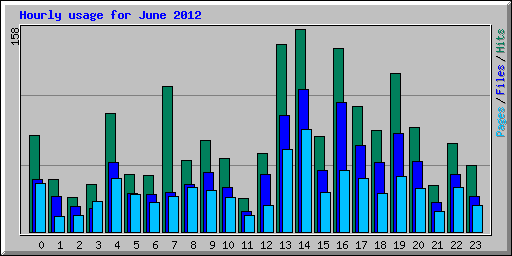 Hourly usage for June 2012
158
Pages/Files/Hits
0 1 2 3 4 5 6 7 8 9 10 11 12 13 14 15 16 17 18 19 20 21 22 23